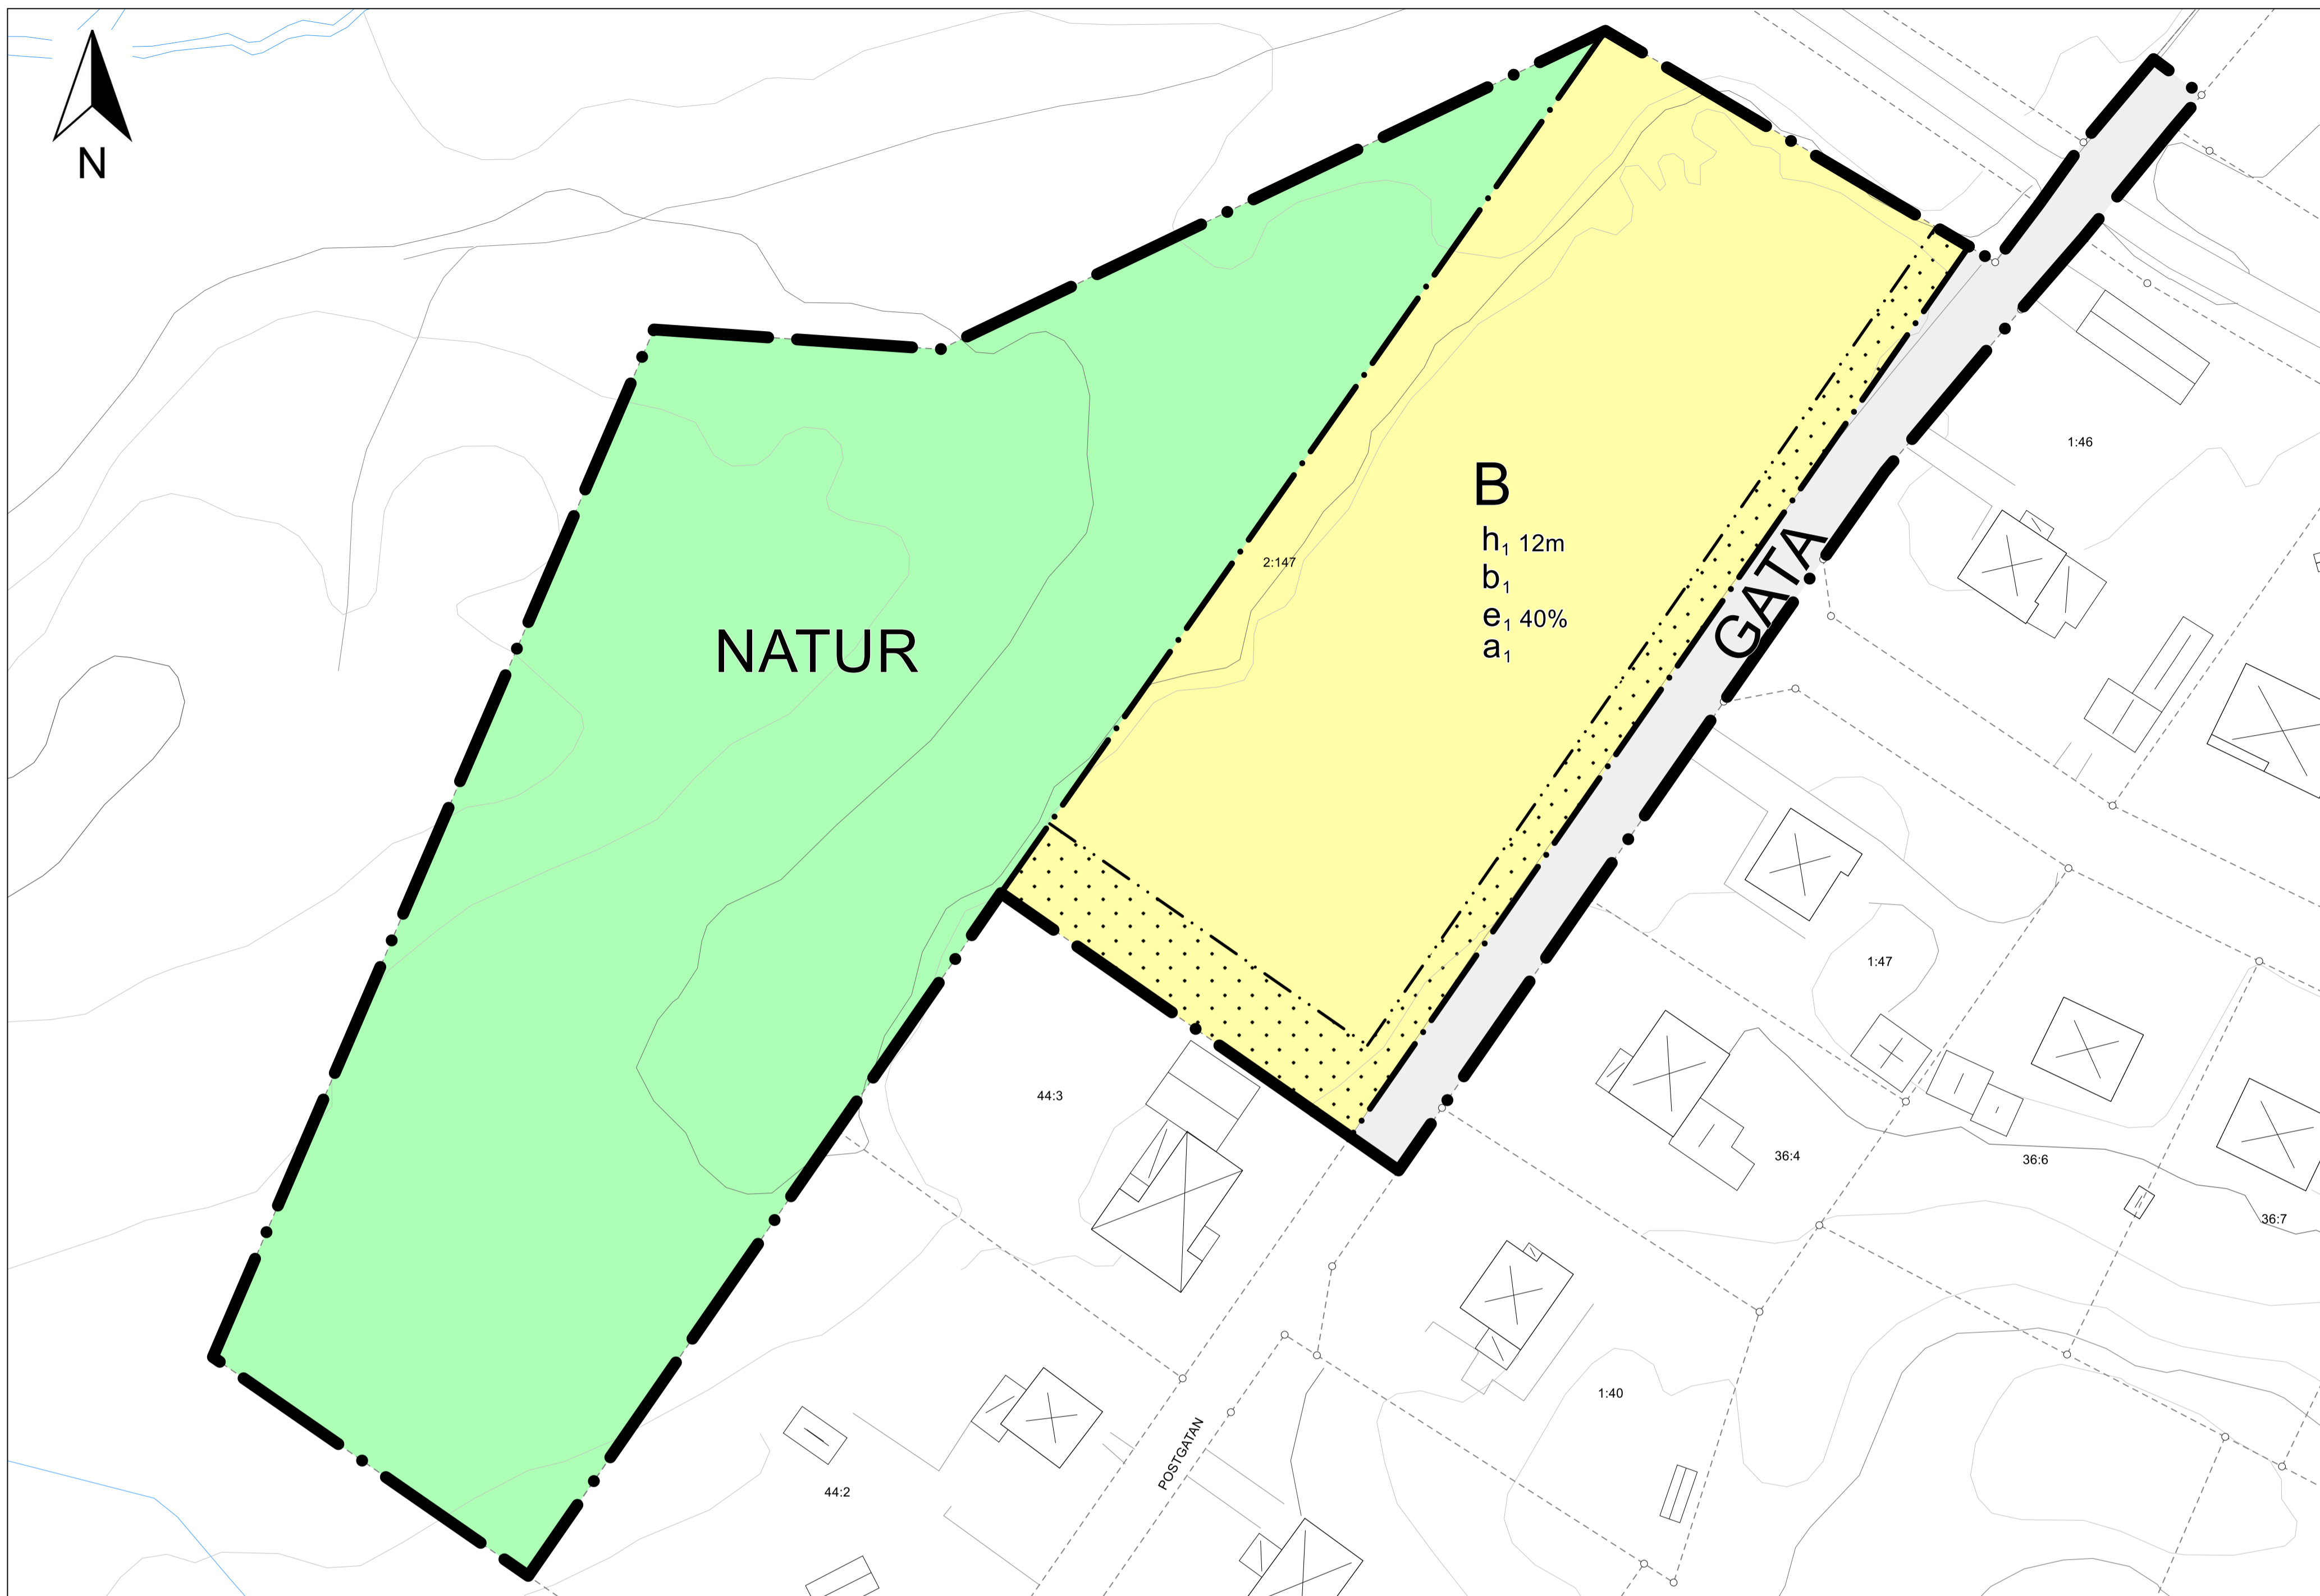 N
1:46
B
h₁ 12m
2:147
b₁
GATA
e₁ 40%
NATUR
a₁
1:47
44:3
36:4
36:6
36:7
1:40
POSTGATAN
44:2